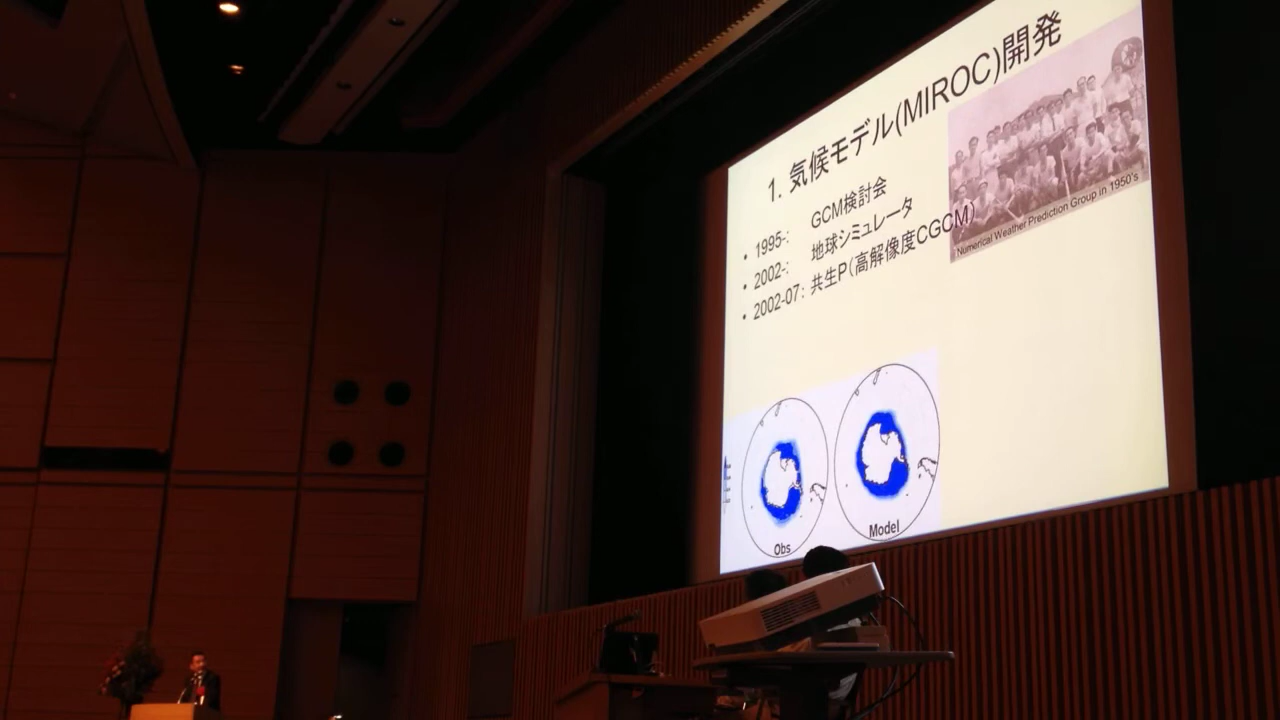 1. 気候モデル(MIROC)開発
• 1995-: GCM検討会
• 2002-: 地球シミュレータ
• 2002-07: 共生P(高解像度CGCM)
Numerical Weather Prediction Group in 1950's
Obs
Model